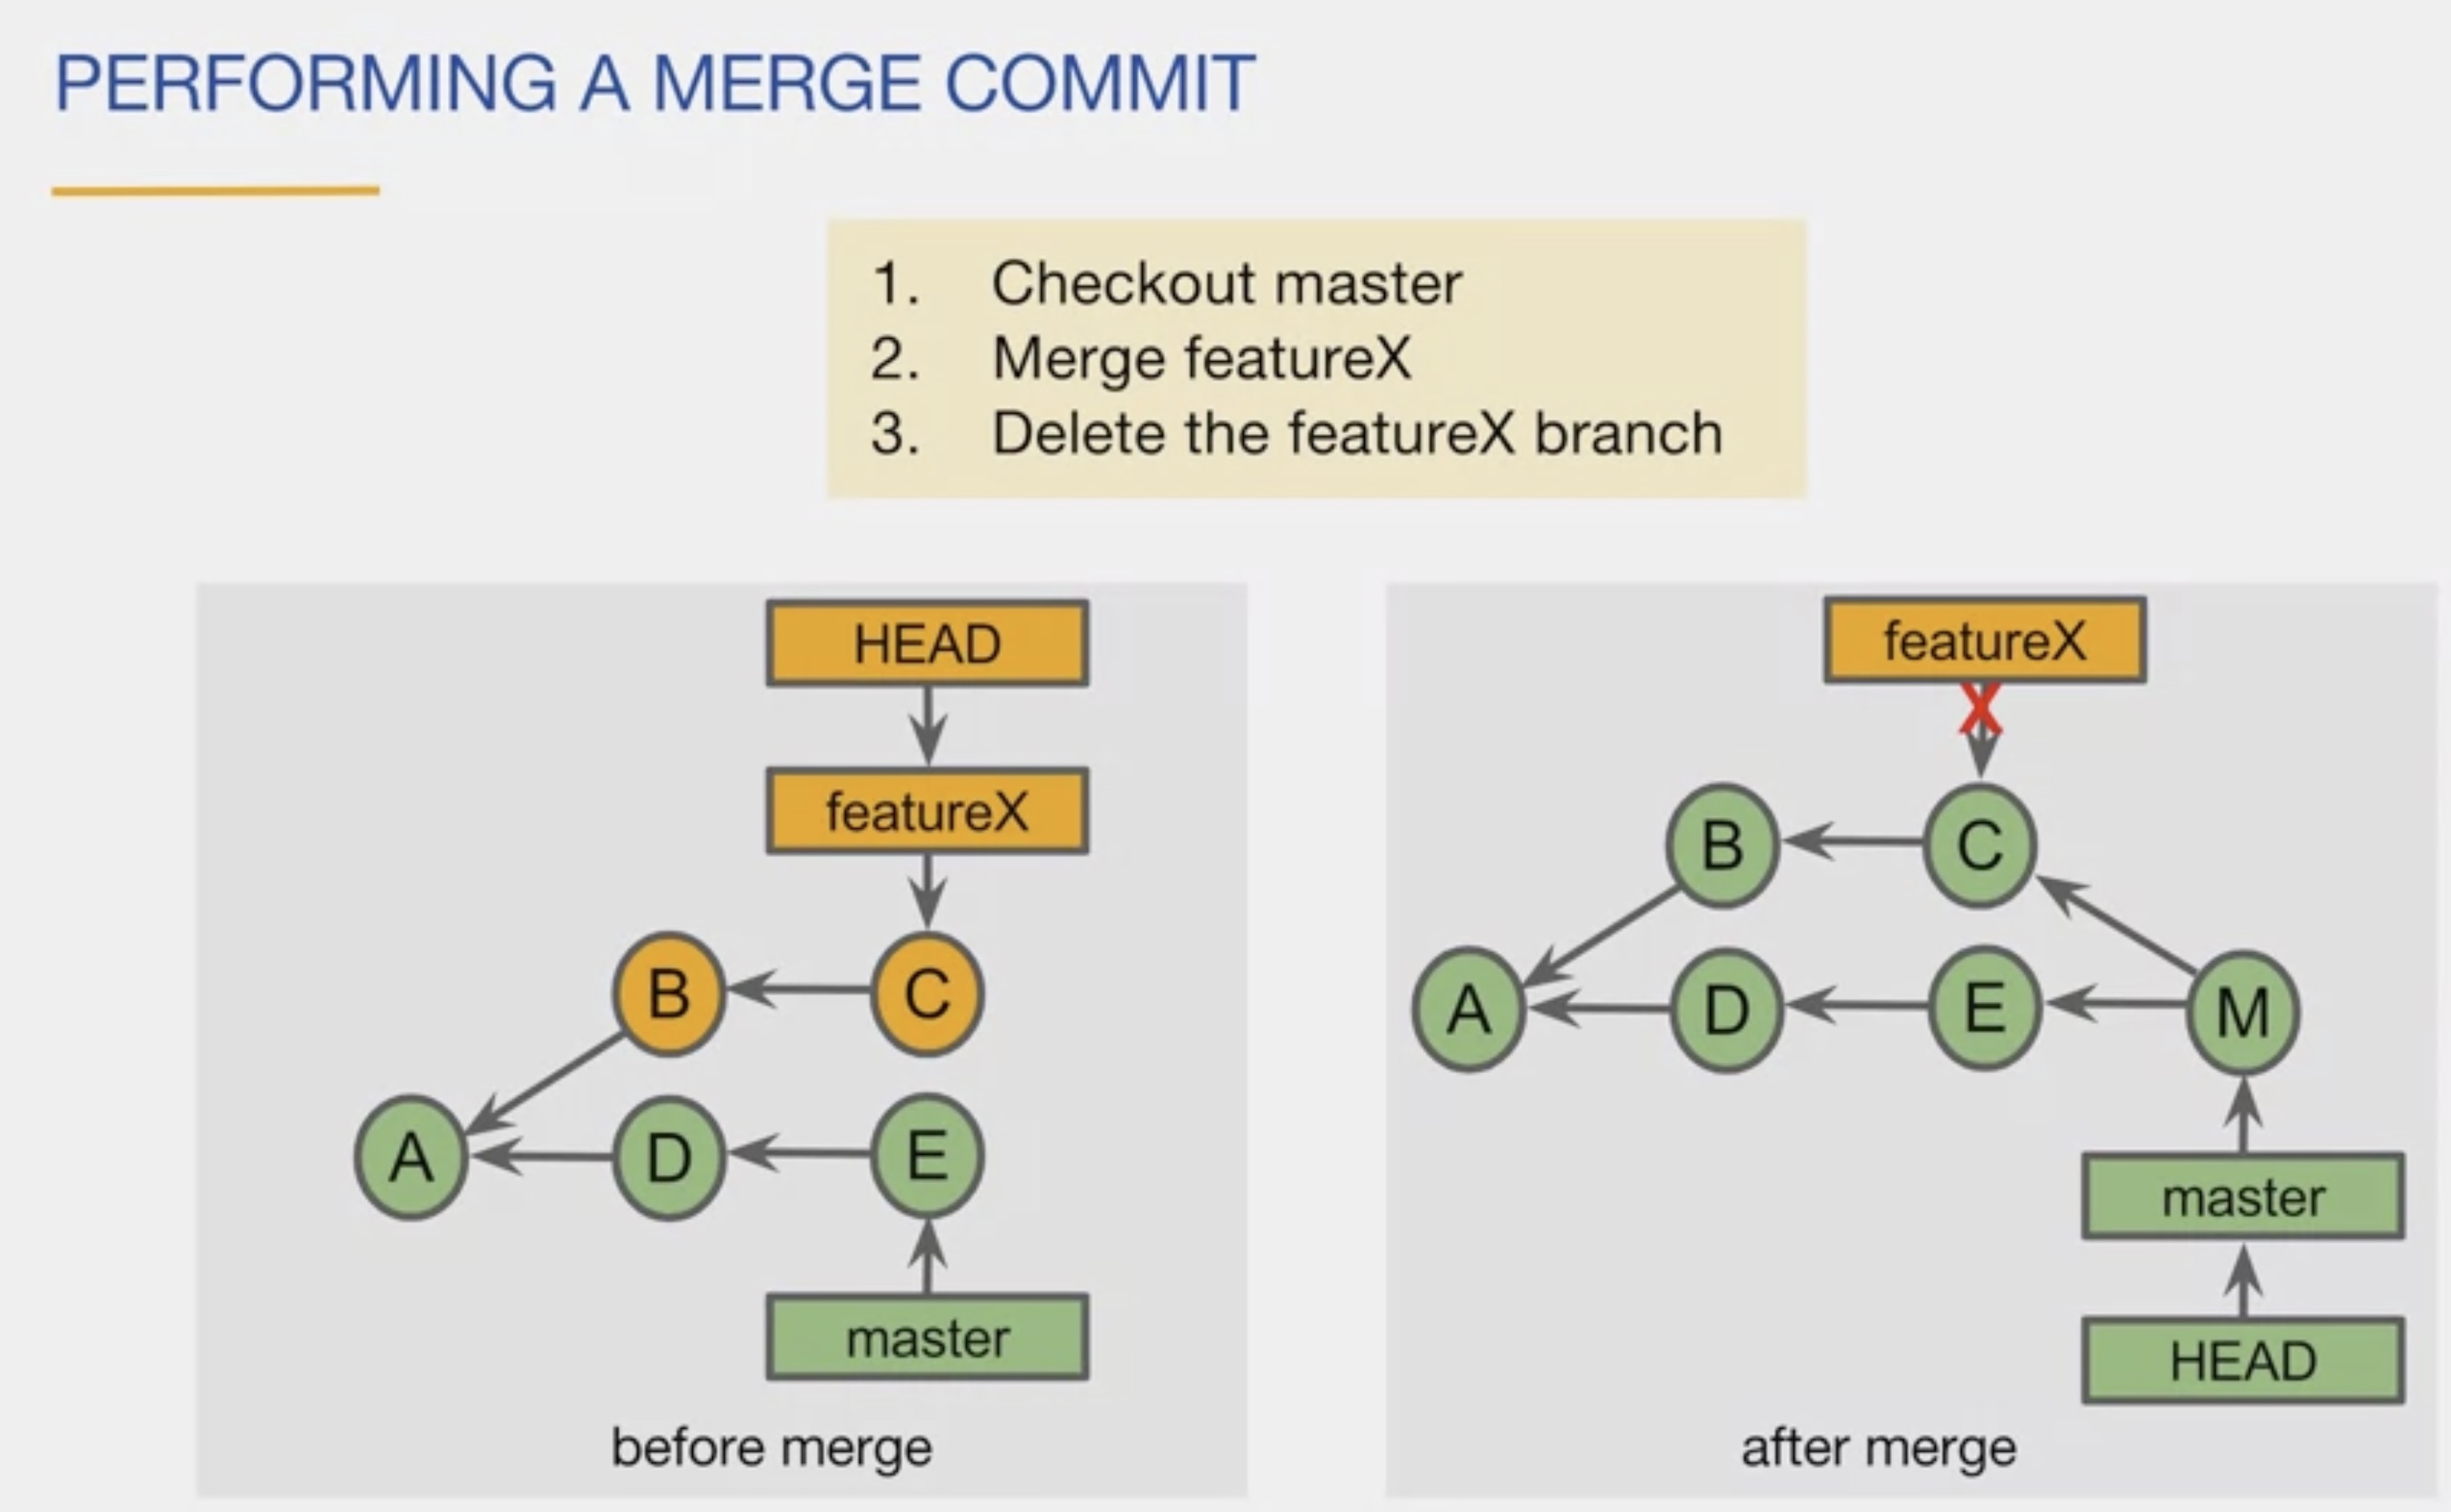 PERFORMING A MERGE COMMIT
1. Checkout master
2. Merge featureX
3. Delete the featureX branch
HEAD
featureX
B C
A D E
master
before merge
featureX
X
B C
A D E M
master
HEAD
after merge